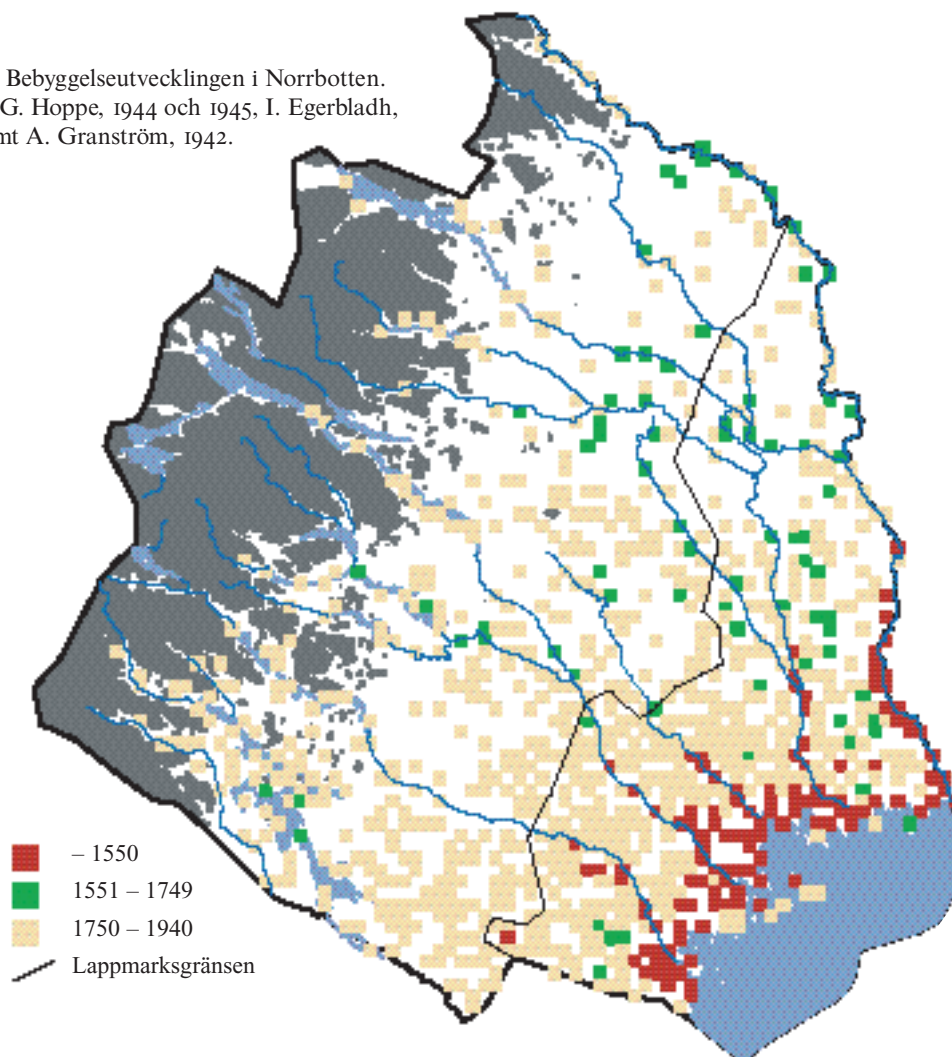 Bebyggelseutvecklingen i Norrbotten.
G. Hoppe, 1944 och 1945, I. Egerbladh,
mt A. Granström, 1942.
– 1550
1551 – 1749
1750 – 1940
Lappmarksgränsen